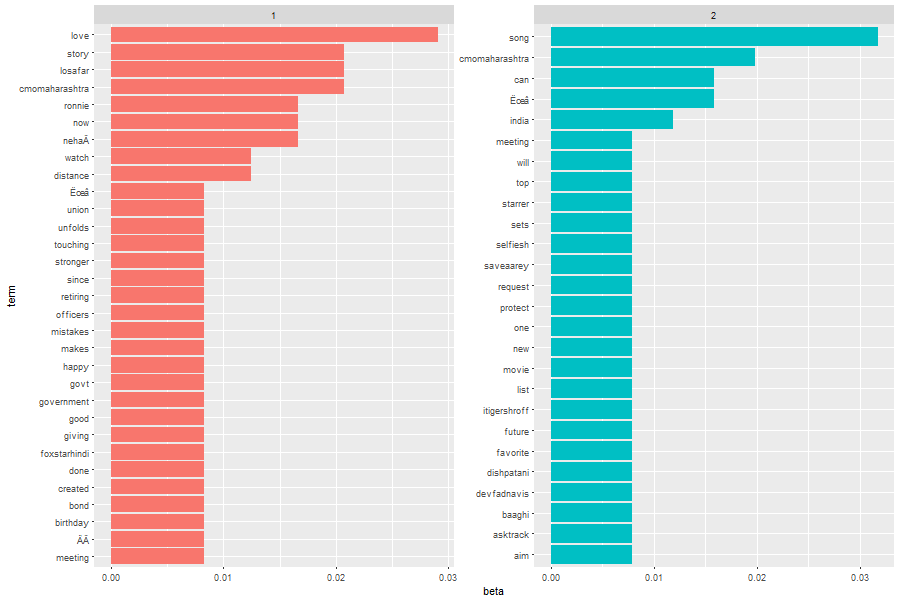 1
love
story
losafar
cmomaharashtra
ronnie
now
nehaÃ
watch
distance
Ëœâ
union
unfolds
touching
stronger
since
retiring
officers
mistakes
makes
happy
govt
government
good
giving
foxstarhindi
done
created
bond
birthday
ÃÂ
meeting
0.00 0.01 0.02 0.03
2
song
cmomaharashtra
can
Ëœâ
india
meeting
will
top
starrer
sets
selfiesh
saveaarey
request
protect
one
new
movie
list
itigershroff
future
favorite
dishpatani
devfadnavis
baaghi
asktrack
aim
0.00 0.01 0.02 0.03
term
beta